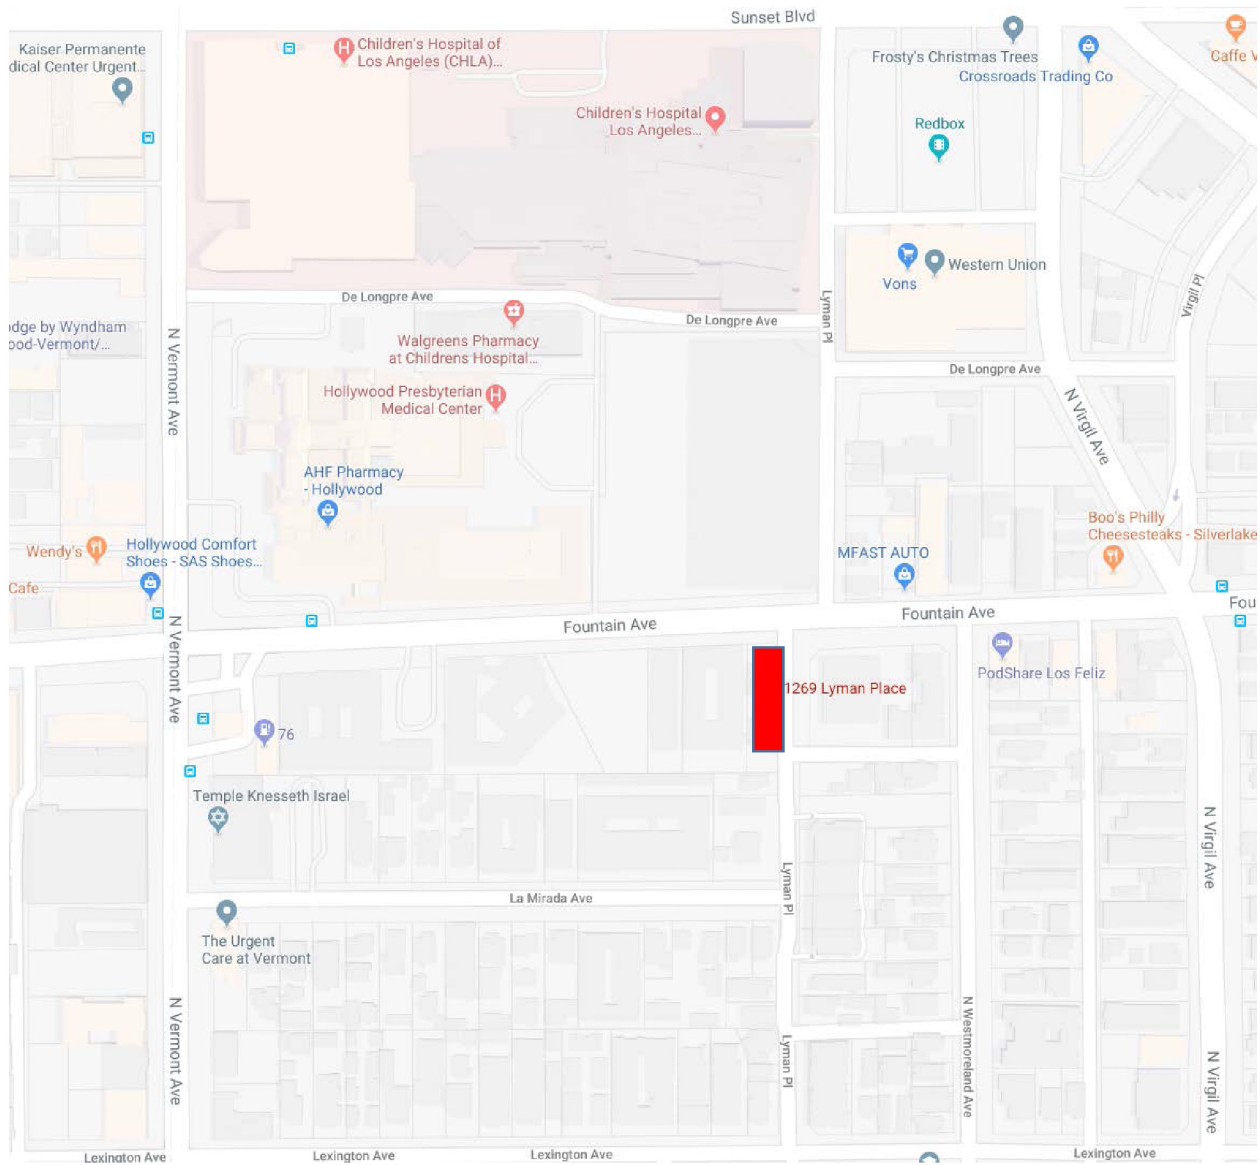 Sunset Blvd
Kaiser Permanente
dical Center Urgent...
Children's Hospital of
Los Angeles (CHLA)...
Children's Hospital
Los Angeles...
Frosty's Christmas Trees
Crossroads Trading Co
Caffe V
Redbox
Vons
Western Union
Virgil Pl
De Longpre Ave
De Longpre Ave
Lyman Pl
De Longpre Ave
odge by Wyndham
ood-Vermont/...
N Vermont Ave
Walgreens Pharmacy
at Childrens Hospital...
Hollywood Presbyterian
Medical Center
N Virgil Ave
AHF Pharmacy
- Hollywood
Wendy's
Hollywood Comfort
Shoes - SAS Shoes...
Cafe
MFAST AUTO
Boo's Philly
Cheesesteaks - Silverlake
Fountain Ave
Fountain Ave
Fou
N Vermont Ave
PodShare Los Feliz
1269 Lyman Place
76
Temple Knesseth Israel
N Virgil Ave
Lyman Pl
La Mirada Ave
The Urgent
Care at Vermont
N Vermont Ave
Lyman Pl
N Westmoreland Ave
N Virgil Ave
Lexington Ave
Lexington Ave
Lexington Ave
Lexington Ave